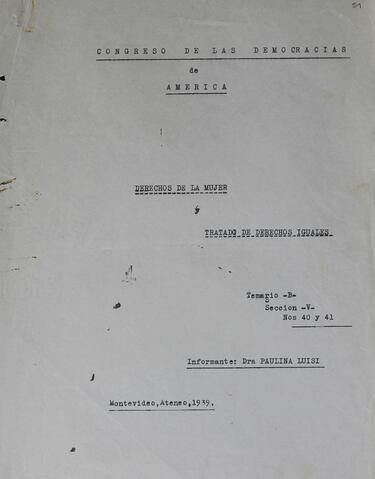 51
CONGRESO DE LAS DEMOCRACIAS
de
AMERICA
DERECHOS DE LA MUJER
y
TRATADO DE DERECHOS IGUALES
Temario -B-
Seccion -V-
Nos 40 y 41
Informante: Dra PAULINA LUISI
Montevideo, Ateneo, 1939.